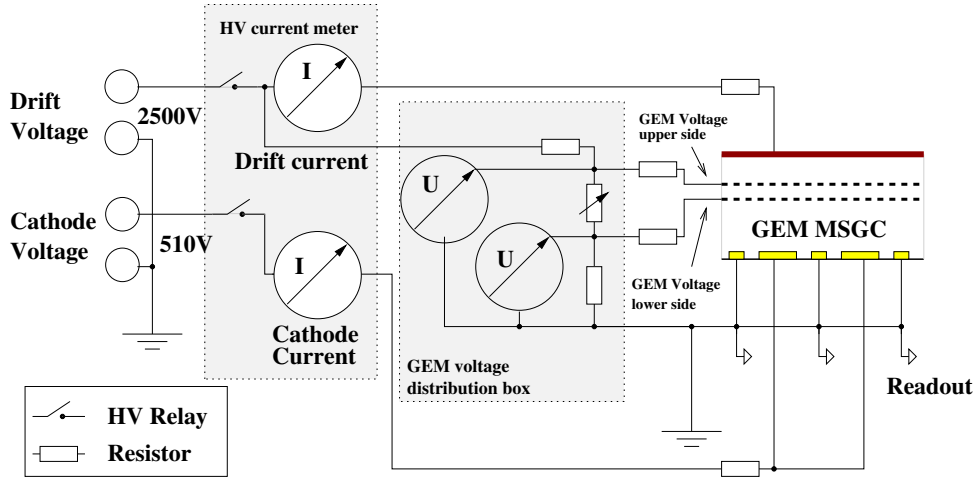 HV current meter
I
Drift
Voltage
2500V
Drift current
GEM Voltage
upper side
U
Cathode
Voltage
510V
U
GEM MSGC
I
GEM Voltage
lower side
Cathode
Current
GEM voltage
distribution box
Readout
HV Relay
Resistor